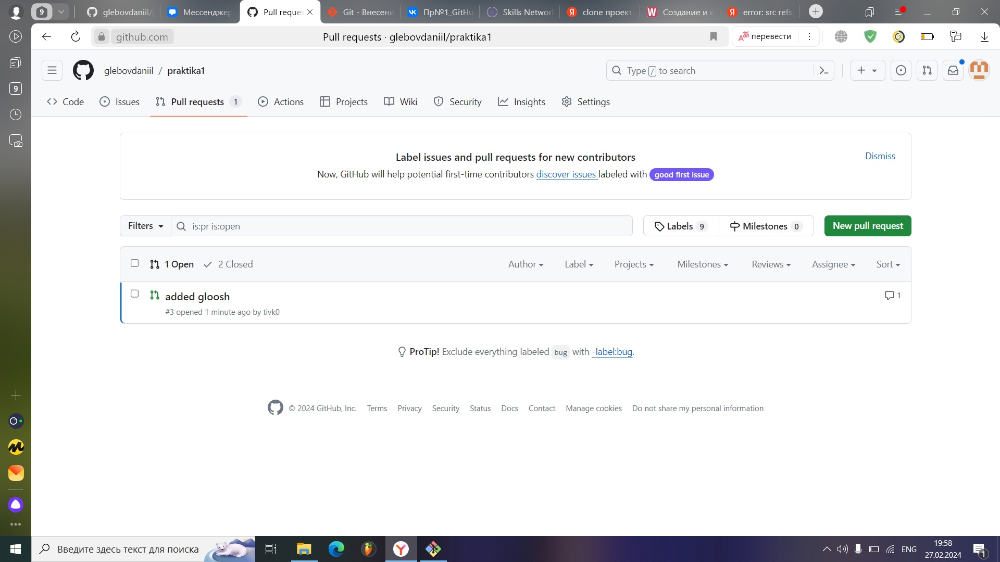 9
glebovdaniil/
Мессенджер
Pull reques
Git - Внесени
Пр№1_GitHu
Skills Networ
clone проект
W Создание и к
Я error: src refs
github.com
Pull requests · glebovdaniil/praktika1
перевести
9
glebovdaniil / praktika1
Type / to search
Code
Issues
Pull requests 1
Actions
Projects
Wiki
Security
Insights
Settings
Label issues and pull requests for new contributors
Dismiss
Now, GitHub will help potential first-time contributors discover issues labeled with good first issue
Filters
is:pr is:open
Labels 9
Milestones 0
New pull request
1 Open
2 Closed
Author
Label
Projects
Milestones
Reviews
Assignee
Sort
added gloosh
1
#3 opened 1 minute ago by tivk0
ProTip! Exclude everything labeled bug with -label:bug.
© 2024 GitHub, Inc.
Terms
Privacy
Security
Status
Docs
Contact
Manage cookies
Do not share my personal information
Введите здесь текст для поиска
ENG
19:58
27.02.2024
1